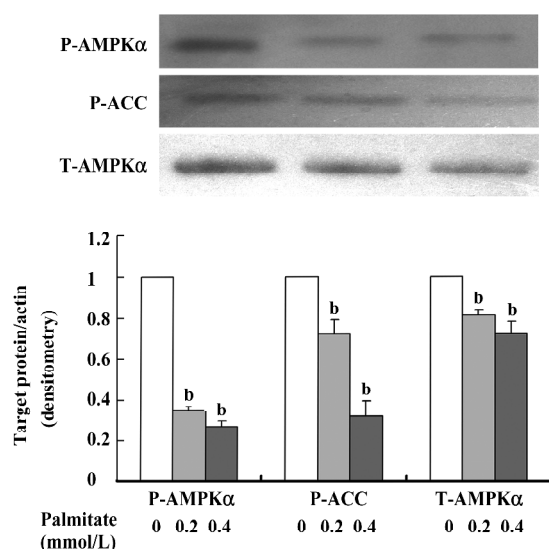 P-AMPKα
P-ACC
T-AMPKα
Target protein/actin
(densitometry)
1.2
1
0.8
0.6
0.4
0.2
0
b b
b b
b b
P-AMPKα P-ACC T-AMPKα
Palmitate 0 0.2 0.4 0 0.2 0.4 0 0.2 0.4
(mmol/L)